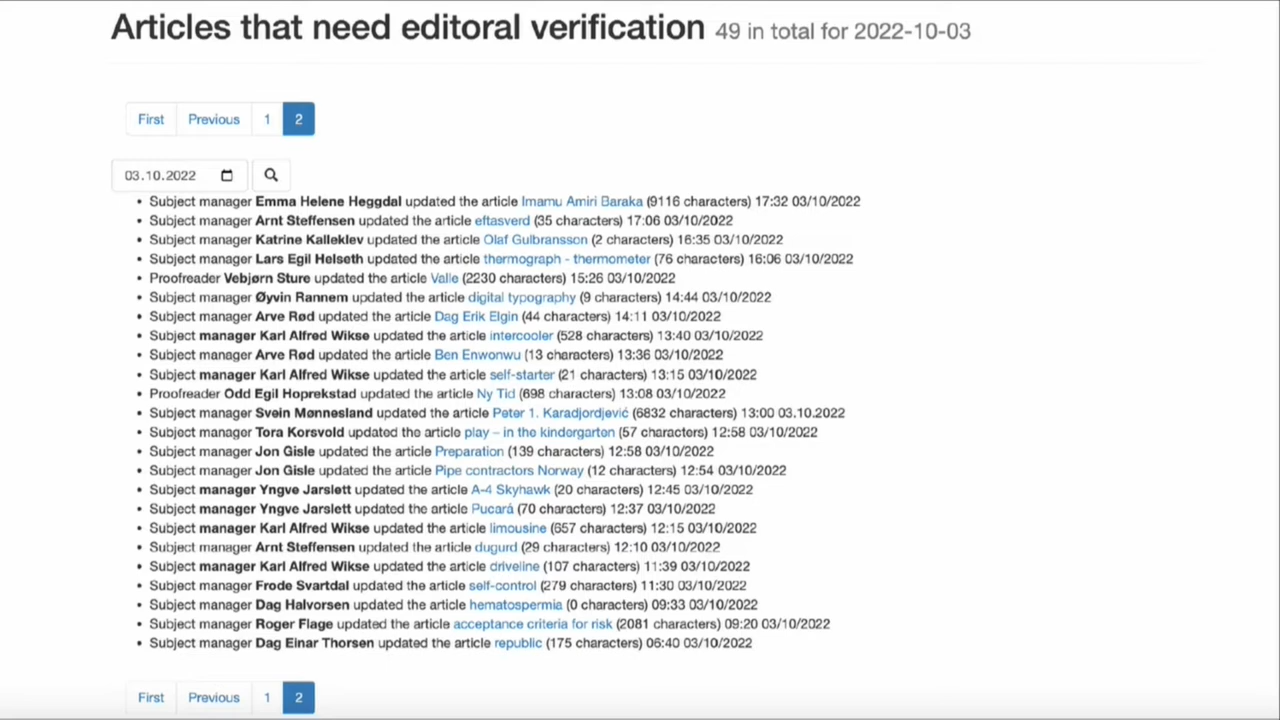 Articles that need editoral verification 49 in total for 2022-10-03
First Previous 1 2
03.10.2022
• Subject manager Emma Helene Heggdal updated the article Imamu Amiri Baraka (9116 characters) 17:32 03/10/2022
• Subject manager Arnt Steffensen updated the article eftasverd (35 characters) 17:06 03/10/2022
• Subject manager Katrine Kalleklev updated the article Olaf Gulbransson (2 characters) 16:35 03/10/2022
• Subject manager Lars Egil Helseth updated the article thermograph - thermometer (76 characters) 16:06 03/10/2022
• Proofreader Vebjørn Sture updated the article Valle (2230 characters) 15:26 03/10/2022
• Subject manager Øyvin Rannem updated the article digital typography (9 characters) 14:44 03/10/2022
• Subject manager Arve Rød updated the article Dag Erik Elgin (44 characters) 14:11 03/10/2022
• Subject manager Karl Alfred Wikse updated the article intercooler (528 characters) 13:40 03/10/2022
• Subject manager Arve Rød updated the article Ben Enwonwu (13 characters) 13:36 03/10/2022
• Subject manager Karl Alfred Wikse updated the article self-starter (21 characters) 13:15 03/10/2022
• Proofreader Odd Egil Hoprekstad updated the article Ny Tid (698 characters) 13:08 03/10/2022
• Subject manager Svein Mønnesland updated the article Peter 1. Karadjordjević (6832 characters) 13:00 03.10.2022
• Subject manager Tora Korsvold updated the article play – in the kindergarten (57 characters) 12:58 03/10/2022
• Subject manager Jon Gisle updated the article Preparation (139 characters) 12:58 03/10/2022
• Subject manager Jon Gisle updated the article Pipe contractors Norway (12 characters) 12:54 03/10/2022
• Subject manager Yngve Jarslett updated the article A-4 Skyhawk (20 characters) 12:45 03/10/2022
• Subject manager Yngve Jarslett updated the article Pucará (70 characters) 12:37 03/10/2022
• Subject manager Karl Alfred Wikse updated the article limousine (657 characters) 12:15 03/10/2022
• Subject manager Arnt Steffensen updated the article dugurd (29 characters) 12:10 03/10/2022
• Subject manager Karl Alfred Wikse updated the article driveline (107 characters) 11:39 03/10/2022
• Subject manager Frode Svartdal updated the article self-control (279 characters) 11:30 03/10/2022
• Subject manager Dag Halvorsen updated the article hematospermia (0 characters) 09:33 03/10/2022
• Subject manager Roger Flage updated the article acceptance criteria for risk (2081 characters) 09:20 03/10/2022
• Subject manager Dag Einar Thorsen updated the article republic (175 characters) 06:40 03/10/2022
First Previous 1 2